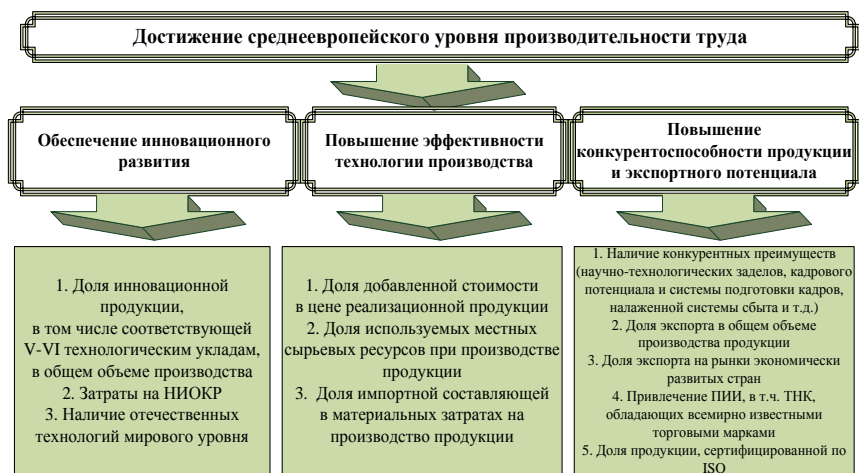 Достижение среднеевропейского уровня производительности труда
Обеспечение инновационного
развития
Повышение эффективности
технологии производства
Повышение
конкурентоспособности продукции
и экспортного потенциала
1. Доля инновационной
продукции,
в том числе соответствующей
V-VI технологическим укладам,
в общем объеме производства
2. Затраты на НИОКР
3. Наличие отечественных
технологий мирового уровня
1. Доля добавленной стоимости
в цене реализационной продукции
2. Доля используемых местных
сырьевых ресурсов при производстве
продукции
3. Доля импортной составляющей
в материальных затратах на
производство продукции
1. Наличие конкурентных преимуществ
(научно-технологических заделов, кадрового
потенциала и системы подготовки кадров,
налаженной системы сбыта и т.д.)
2. Доля экспорта в общем объеме
производства продукции
3. Доля экспорта на рынки экономически
развитых стран
4. Привлечение ПИИ, в т.ч. ТНК,
обладающих всемирно известными
торговыми марками
5. Доля продукции, сертифицированной по
ISO